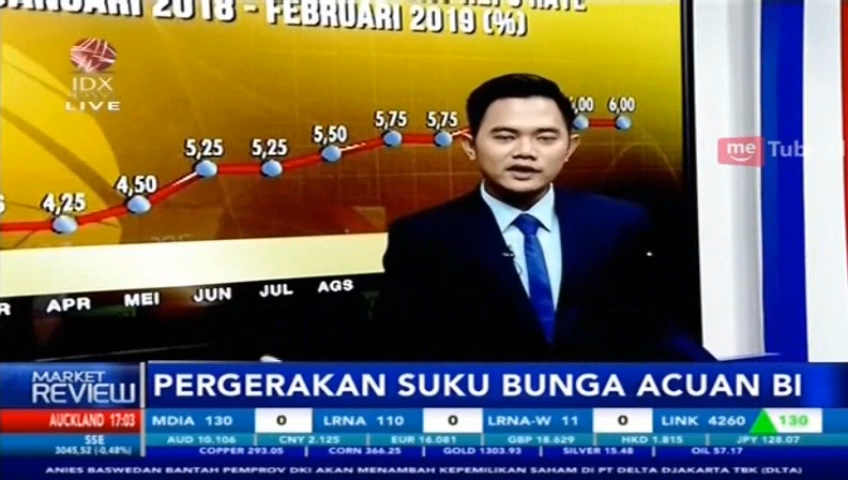 JANUARI 2018 - FEBRUARI 2019 (%)
IDX
LIVE
4,25
4,50
5,25
5,25
5,50
5,75
5,75
6,00
APR
MEI
JUN
JUL
AGS
me Tub
MARKET
REVIEW
PERGERAKAN SUKU BUNGA ACUAN BI
AUCKLAND 17:03
MDIA 130 0 LRNA 110 0 LRNA-W 11 0 LINK 4260 130
SSE
3045,52 (-0,48%)
AUD 10.106 CNY 2.125 EUR 16.081 GBP 18.629 HKD 1.815 JPY 128.07
COPPER 293.05 CORN 366.25 GOLD 1303.93 SILVER 15.48 OIL 57.17
ANIES BASWEDAN BANTAH PEMPROV DKI AKAN MENAMBAH KEPEMILIKAN SAHAM DI PT DELTA DJAKARTA TBK (DLTA)